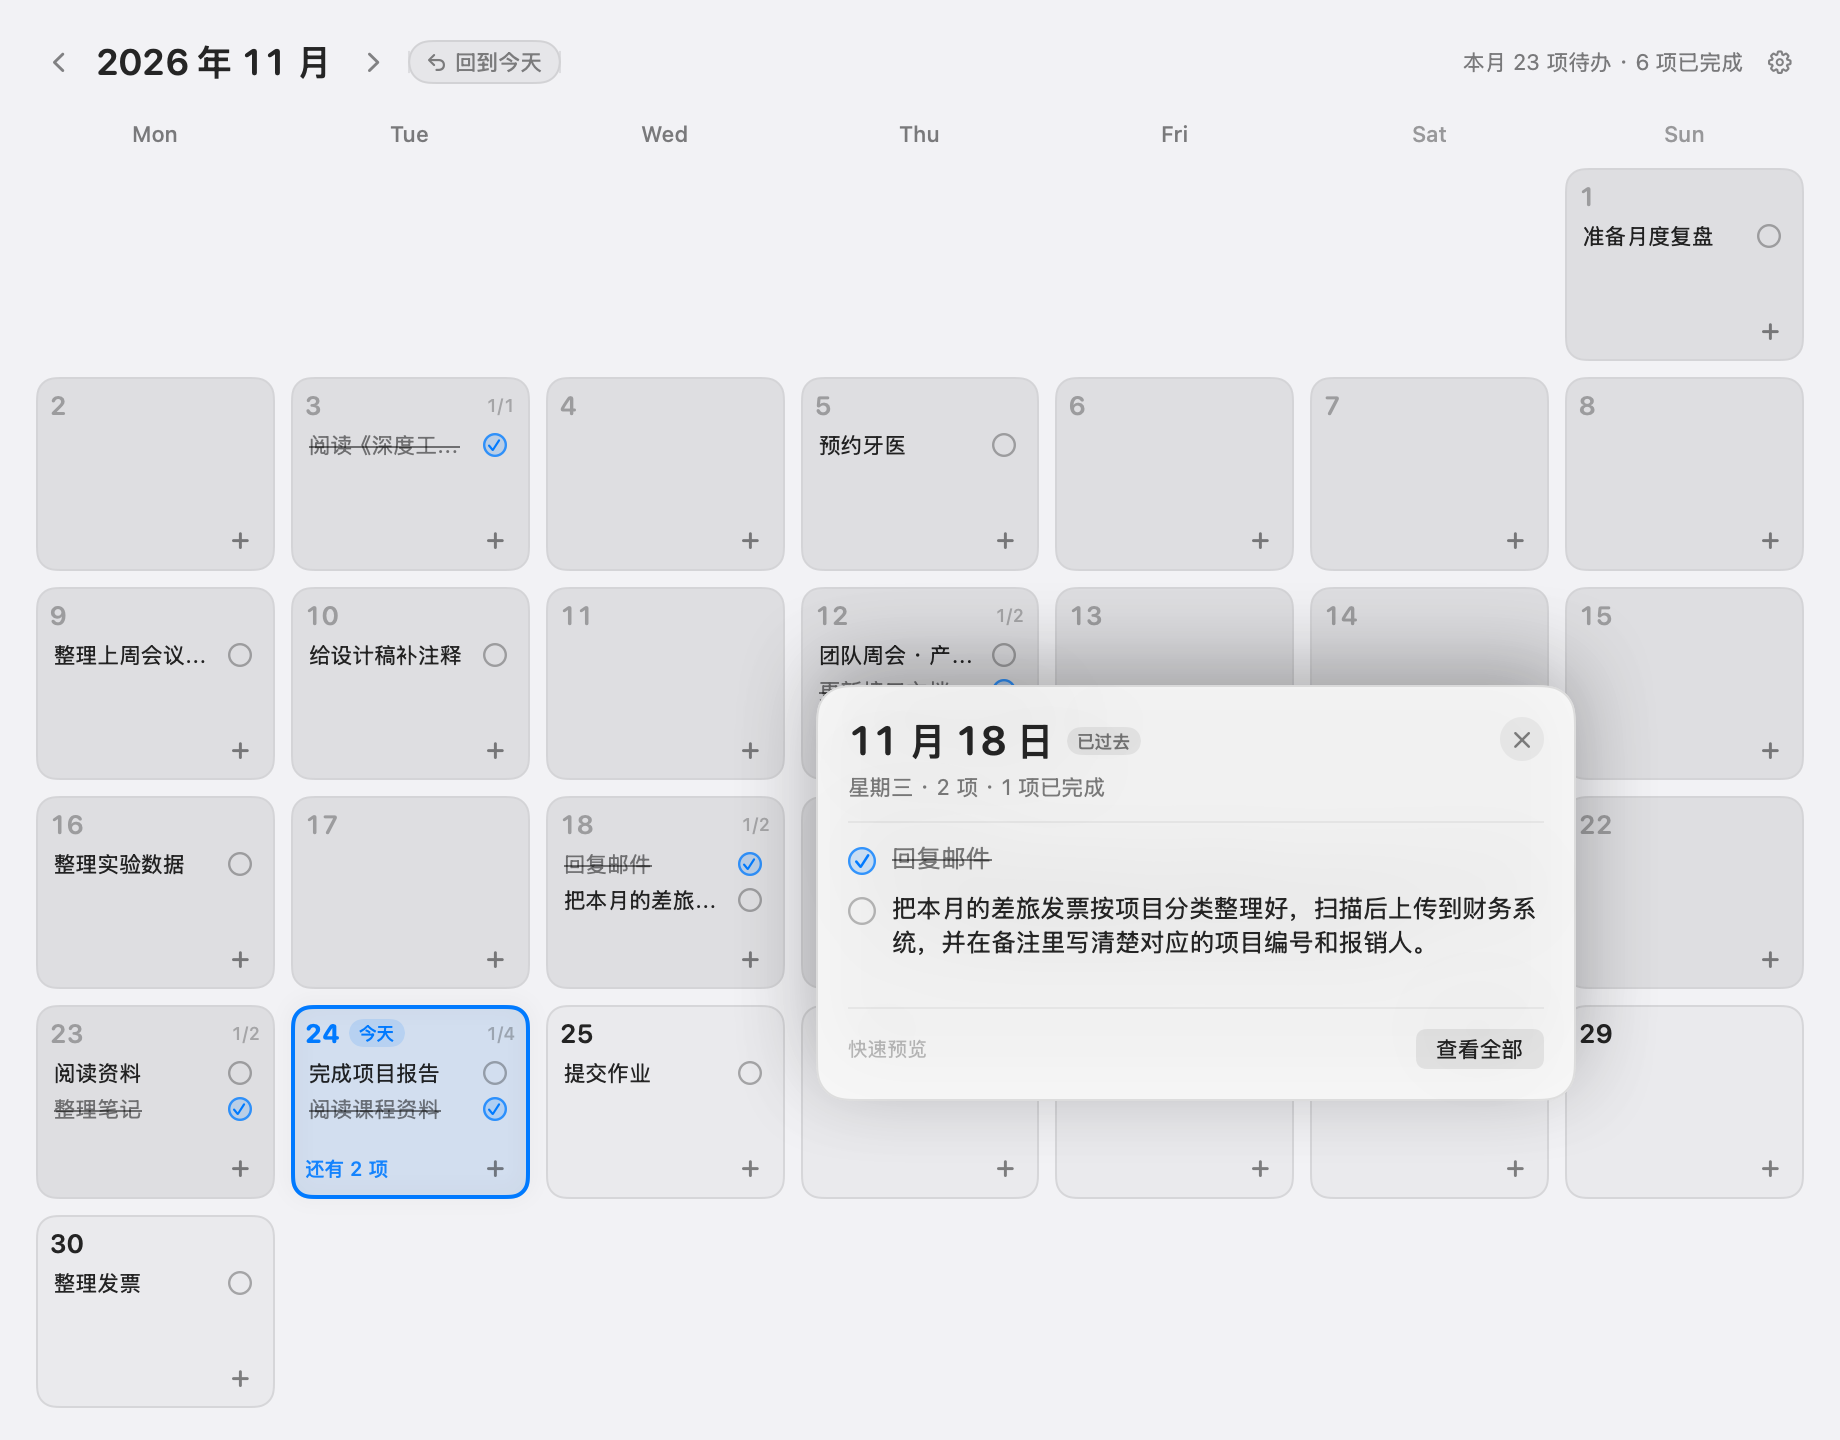 2026 年 11 月
回到今天
本月 23 项待办 · 6 项已完成
Mon Tue Wed Thu Fri Sat Sun
1
准备月度复盘
2
3 1/1
阅读《深度工...
4
5
预约牙医
6
7
8
9
整理上周会议...
10
给设计稿补注释
11
12 1/2
团队周会 · 产...
13
14
15
16
整理实验数据
17
18 1/2
回复邮件
把本月的差旅...
22
11 月 18 日 已过去
星期三 · 2 项 · 1 项已完成
回复邮件
把本月的差旅发票按项目分类整理好，扫描后上传到财务系
统，并在备注里写清楚对应的项目编号和报销人。
快速预览
查看全部
23 1/2
阅读资料
整理笔记
24 今天 1/4
完成项目报告
阅读课程资料
还有 2 项
25
提交作业
29
30
整理发票